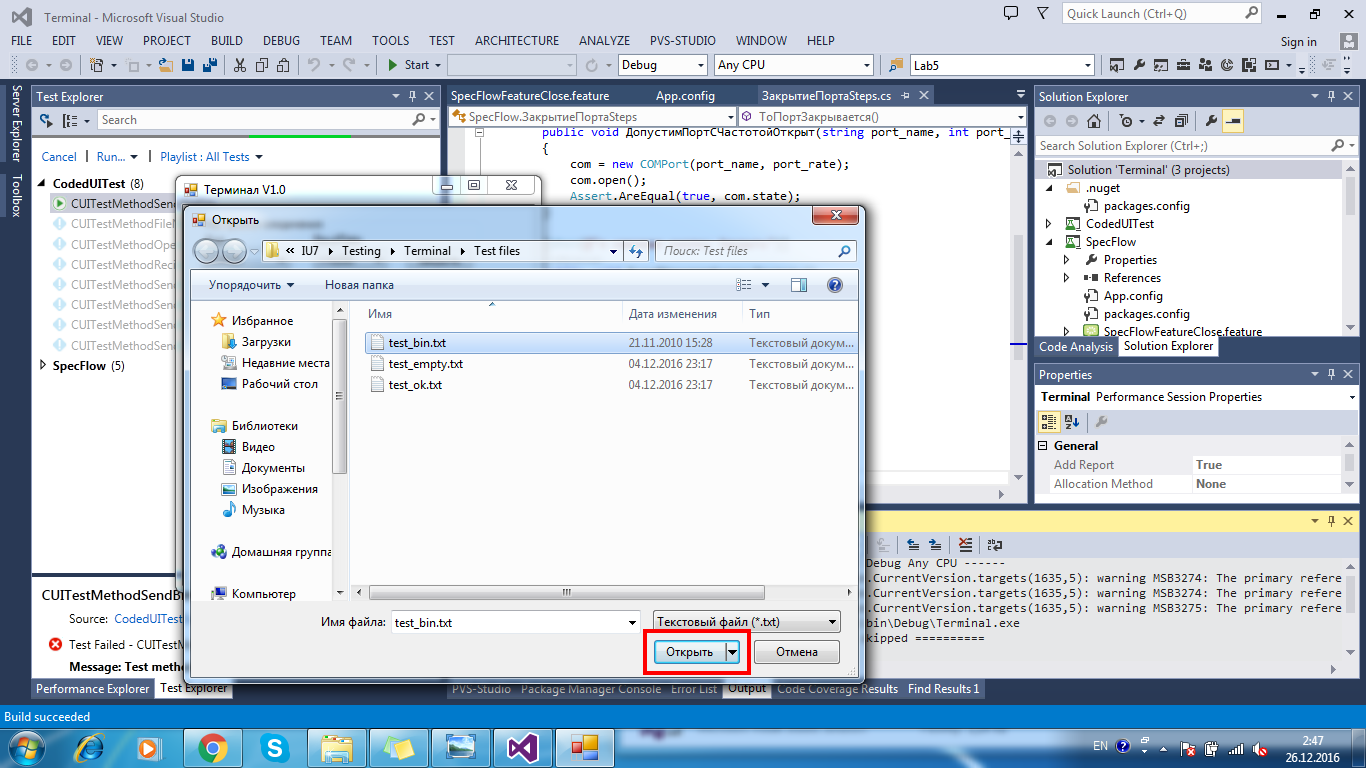 Terminal - Microsoft Visual Studio
Quick Launch (Ctrl+Q)
FILE EDIT VIEW PROJECT BUILD DEBUG TEAM TOOLS TEST ARCHITECTURE ANALYZE PVS-STUDIO WINDOW HELP
Sign in
Start Debug Any CPU Lab5
Server Explorer
Toolbox
Test Explorer
Search
Cancel Run... Playlist : All Tests
CodedUITest (8)
CUITestMethodSen
CUITestMethodFileN
CUITestMethodOpe
CUITestMethodReci
CUITestMethodSen
CUITestMethodSen
CUITestMethodSen
CUITestMethodSen
SpecFlow (5)
CUITestMethodSendB
Source: CodedUITest
Test Failed - CUITestM
Message: Test metho
Performance Explorer Test Explorer
SpecFlowFeatureClose.feature App.config ЗакрытиеПортаSteps.cs
SpecFlow.ЗакрытиеПортаSteps ТоПортЗакрывается()
public void ДопустимПортСЧастотойОткрыт(string port_name, int port_
{
com = new COMPort(port_name, port_rate);
com.open();
Assert.AreEqual(true, com.state);
Терминал V1.0
Открыть
IU7 Testing Terminal Test files
Поиск: Test files
Упорядочить Новая папка
Избранное
Загрузки
Недавние места
Рабочий стол
Библиотеки
Видео
Документы
Изображения
Музыка
Домашняя группа
Компьютер
Имя Дата изменения Тип
test_bin.txt 21.11.2010 15:28 Текстовый докум...
test_empty.txt 04.12.2016 23:17 Текстовый докум...
test_ok.txt 04.12.2016 23:17 Текстовый докум...
Имя файла: test_bin.txt Текстовый файл (*.txt)
Открыть Отмена
Solution Explorer
Search Solution Explorer (Ctrl+;)
Solution 'Terminal' (3 projects)
.nuget
packages.config
CodedUITest
SpecFlow
Properties
References
App.config
packages.config
SpecFlowFeatureClose.feature
Code Analysis Solution Explorer
Properties
Terminal Performance Session Properties
General
Add Report True
Allocation Method None
Debug Any CPU ------
.CurrentVersion.targets(1635,5): warning MSB3274: The primary refere
.CurrentVersion.targets(1635,5): warning MSB3274: The primary refere
.CurrentVersion.targets(1635,5): warning MSB3275: The primary refere
bin\Debug\Terminal.exe
kipped ==========
PVS-Studio Package Manager Console Error List Output Code Coverage Results Find Results 1
Build succeeded
EN
2:47
26.12.2016